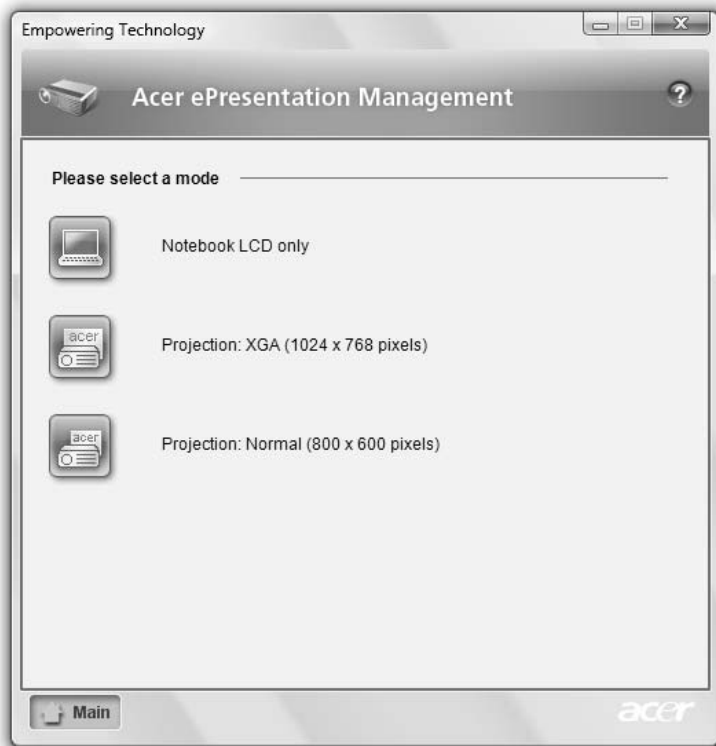 Empowering Technology
Acer ePresentation Management
?
Please select a mode
Notebook LCD only
acer
Projection: XGA (1024 x 768 pixels)
acer
Projection: Normal (800 x 600 pixels)
Main
acer